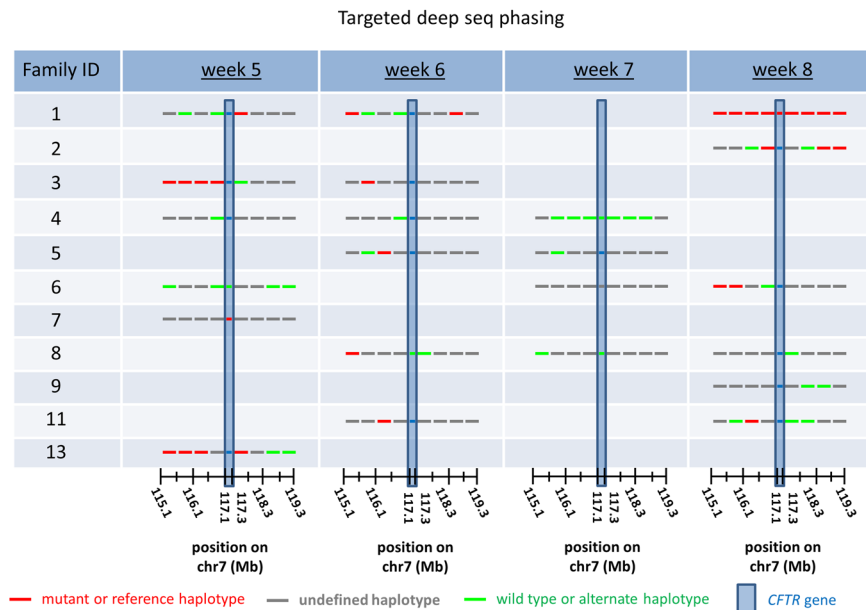 Targeted deep seq phasing
Family ID week 5 week 6 week 7 week 8
1
2
3
4
5
6
7
8
9
11
13
115.1 116.1 117.1 117.3 118.3 119.3 115.1 116.1 117.1 117.3 118.3 119.3 115.1 116.1 117.1 117.3 118.3 119.3 115.1 116.1 117.1 117.3 118.3 119.3
position on position on position on position on
chr7 (Mb) chr7 (Mb) chr7 (Mb) chr7 (Mb)
mutant or reference haplotype undefined haplotype wild type or alternate haplotype CFTR gene